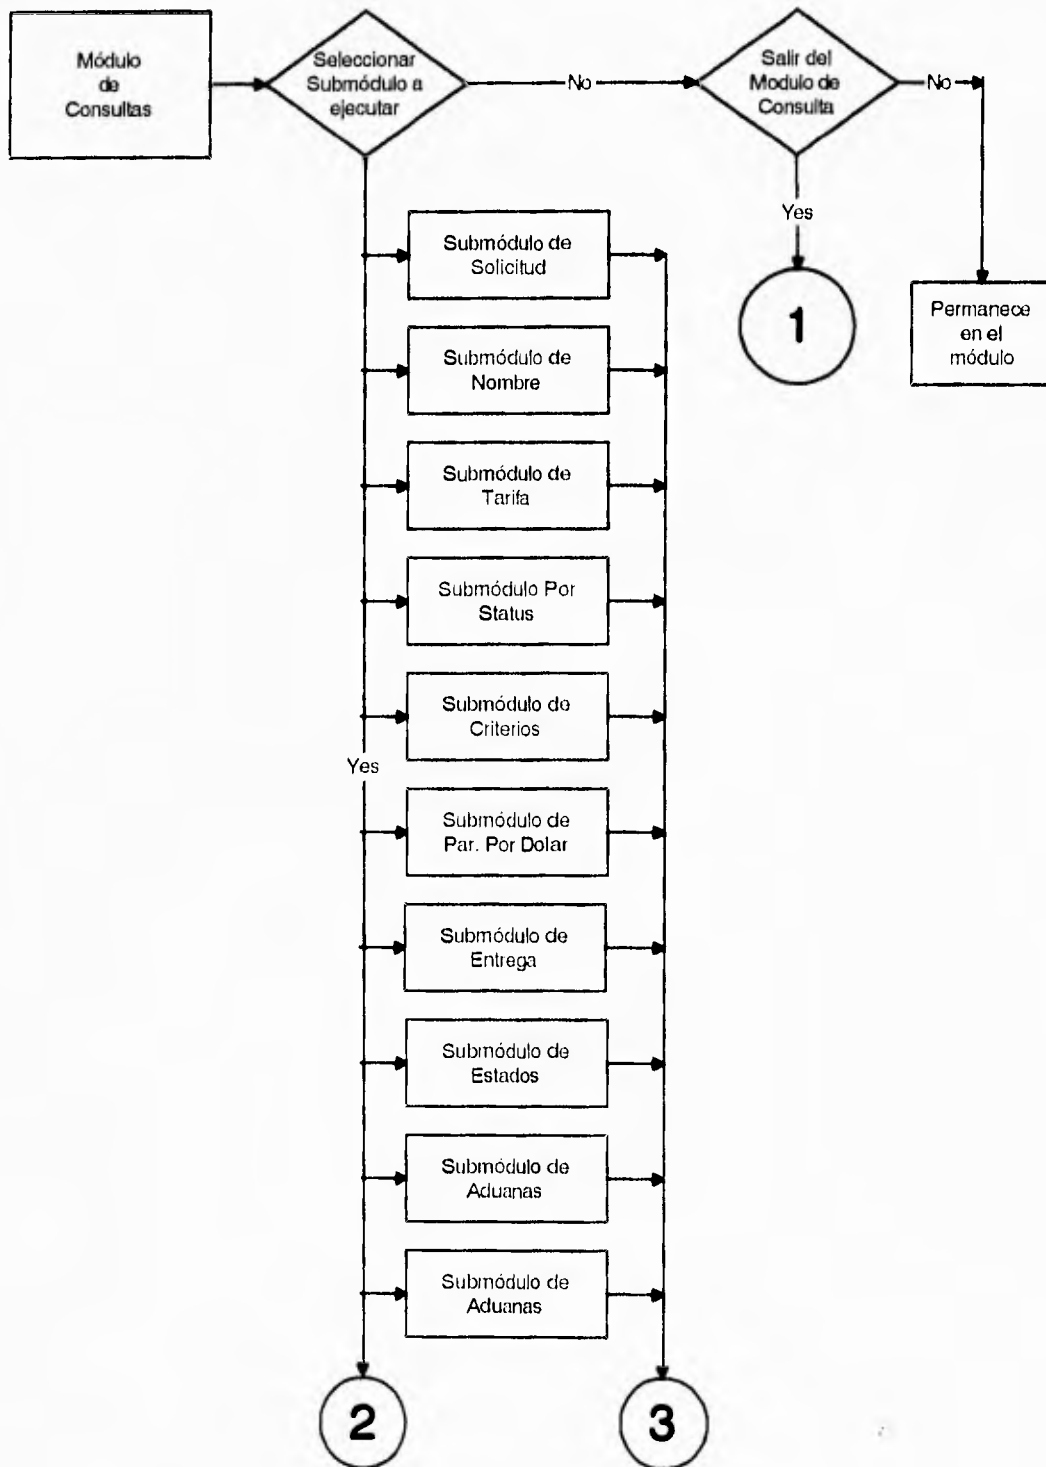 Módulo
de
Consultas
Seleccionar
Submódulo a
ejecutar
No
Salir del
Modulo de
Consulta
No
Yes
1
Permanece
en el
módulo
Submódulo de
Solicitud
Submódulo de
Nombre
Submódulo de
Tarifa
Submódulo Por
Status
Submódulo de
Criterios
Yes
Submódulo de
Par. Por Dolar
Submódulo de
Entrega
Submódulo de
Estados
Submódulo de
Aduanas
Submódulo de
Aduanas
2
3